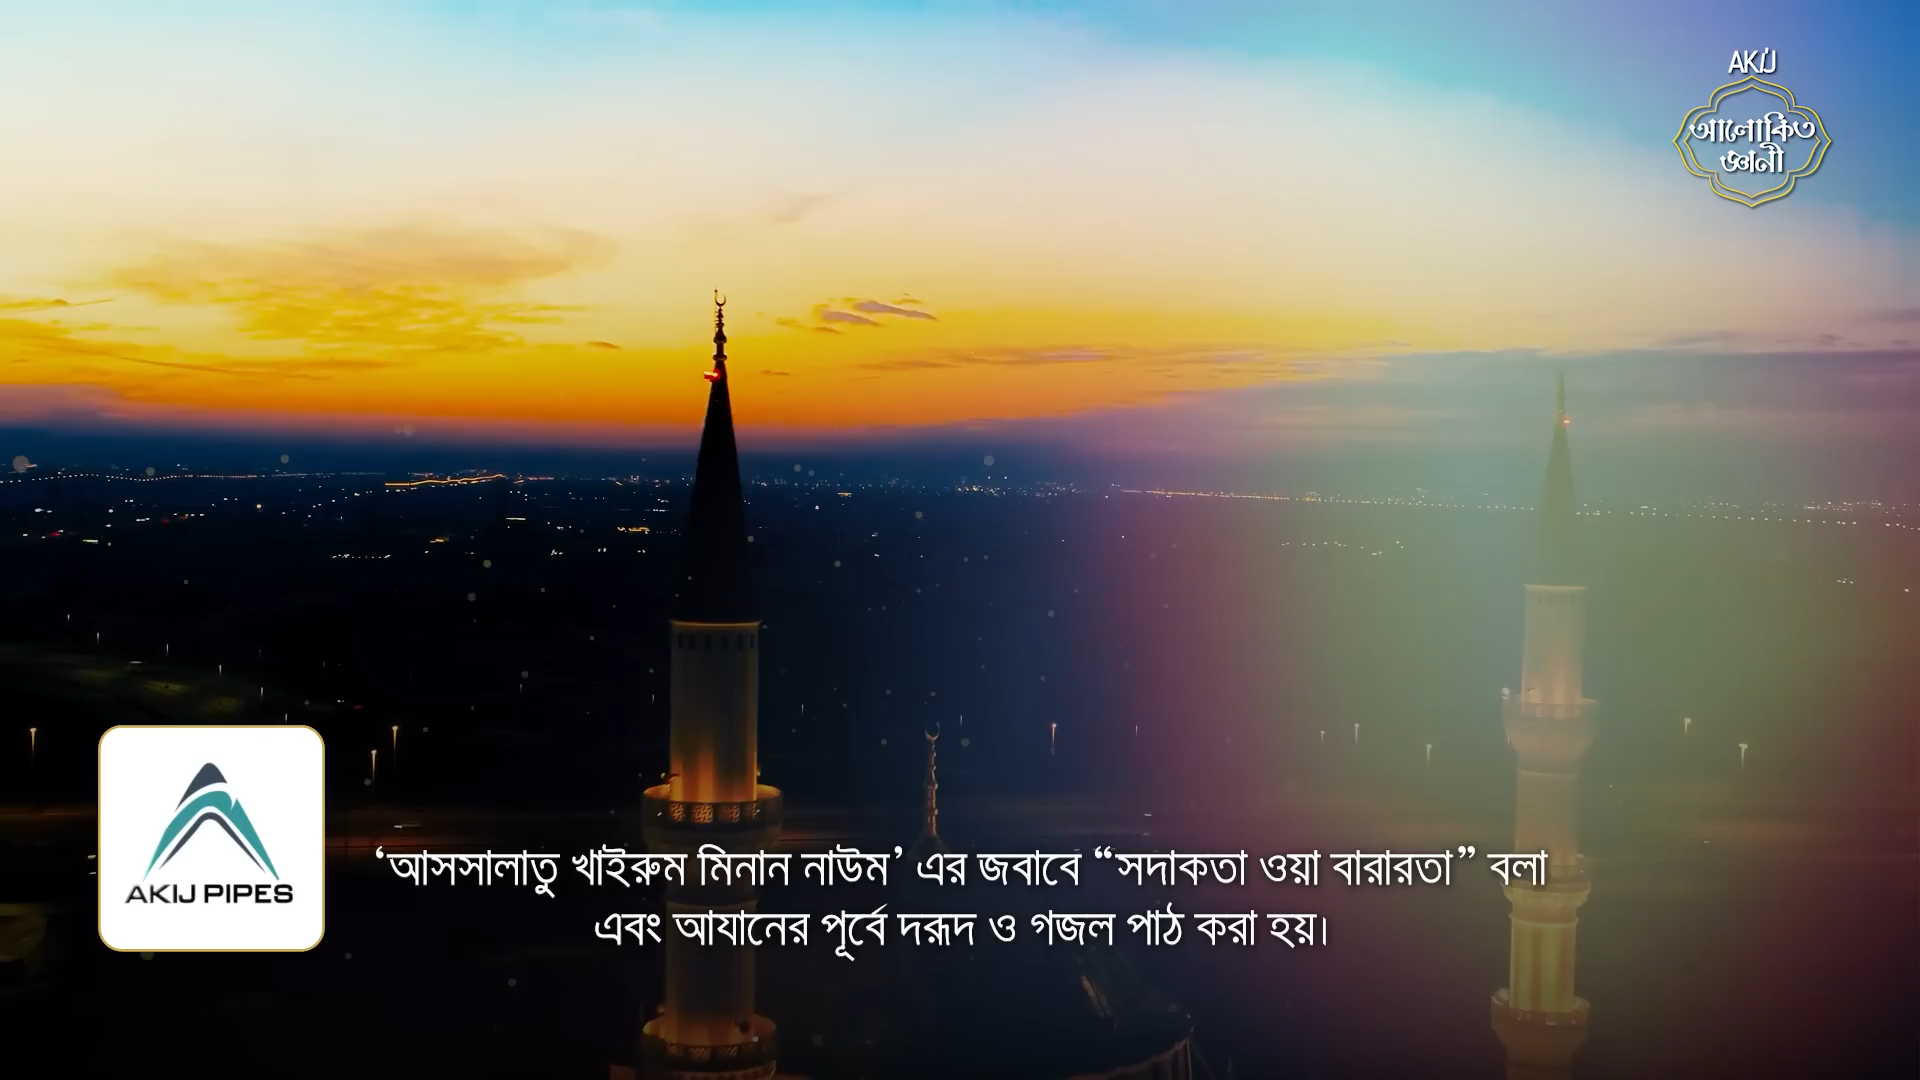 AKIJ
আলোকিত
জ্ঞানী
AKIJ PIPES
‘আসসালাতু খাইরুম মিনান নাউম’ এর জবাবে “সদাকতা ওয়া বারারতা” বলা
এবং আযানের পূর্বে দরূদ ও গজল পাঠ করা হয়।